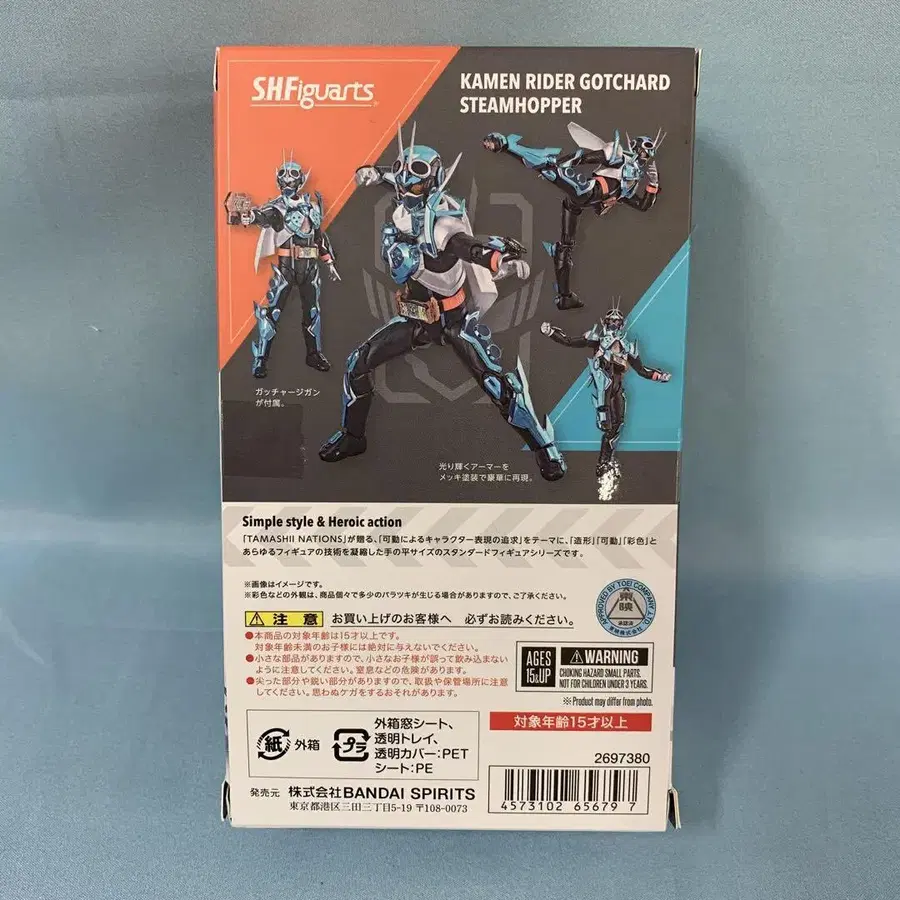 S.H.Figuarts
KAMEN RIDER GOTCHARD
STEAMHOPPER
ガッチャージガン
が付属。
光り輝くアーマーを
メッキ塗装で豪華に再現。
Simple style & Heroic action
「TAMASHII NATIONS」が贈る、「可動によるキャラクター表現の追求」をテーマに、「造形」「可動」「彩色」と
あらゆるフィギュアの技術を凝縮した手の平サイズのスタンダードフィギュアシリーズです。
※画像はイメージです。
※彩色などの外観は、商品個々で多少のバラツキが生じる場合がありますので、ご了承ください。
APPROVED BY TOEI COMPANY LTD.
東映
承認済
東映株式会社
注意 お買い上げのお客様へ 必ずお読みください。
●本商品の対象年齢は15才以上です。
対象年齢未満のお子様には絶対に与えないでください。
●小さな部品がありますので、小さなお子様が誤って飲み込まない
ように注意してください。窒息などの危険があります。
●尖った部分や鋭い部分がありますので、取扱や保管場所に注意
してください。思わぬケガをするおそれがあります。
AGES
15&UP
WARNING
CHOKING HAZARD SMALL PARTS.
NOT FOR CHILDREN UNDER 3 YEARS.
※Product may differ from photo.
対象年齢15才以上
紙 外箱
プラ
外箱窓シート、
透明トレイ、
透明カバー:PET
シート:PE
2697380
発売元 株式会社BANDAI SPIRITS
東京都港区三田三丁目5-19 〒108-0073
4573102 65679 7